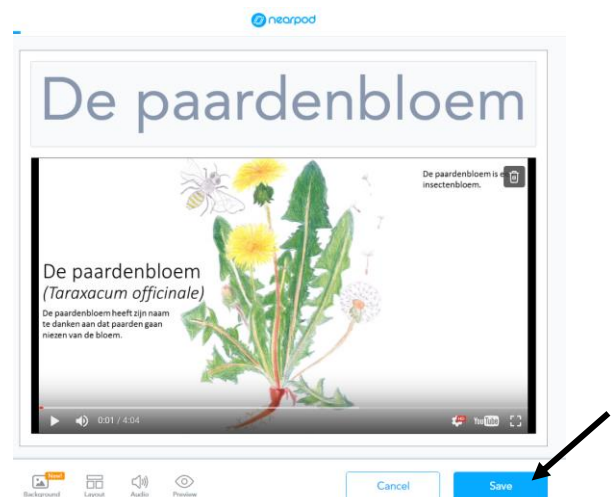 nearpod
De paardenbloem
De paardenbloem is
insectenbloem.
De paardenbloem
(Taraxacum officinale)
De paardenbloem heeft zijn naam
te danken aan dat paarden gaan
niezen van de bloem.
0:01 / 4:04
HD
YouTube
New!
Background
Layout
Audio
Preview
Cancel
Save